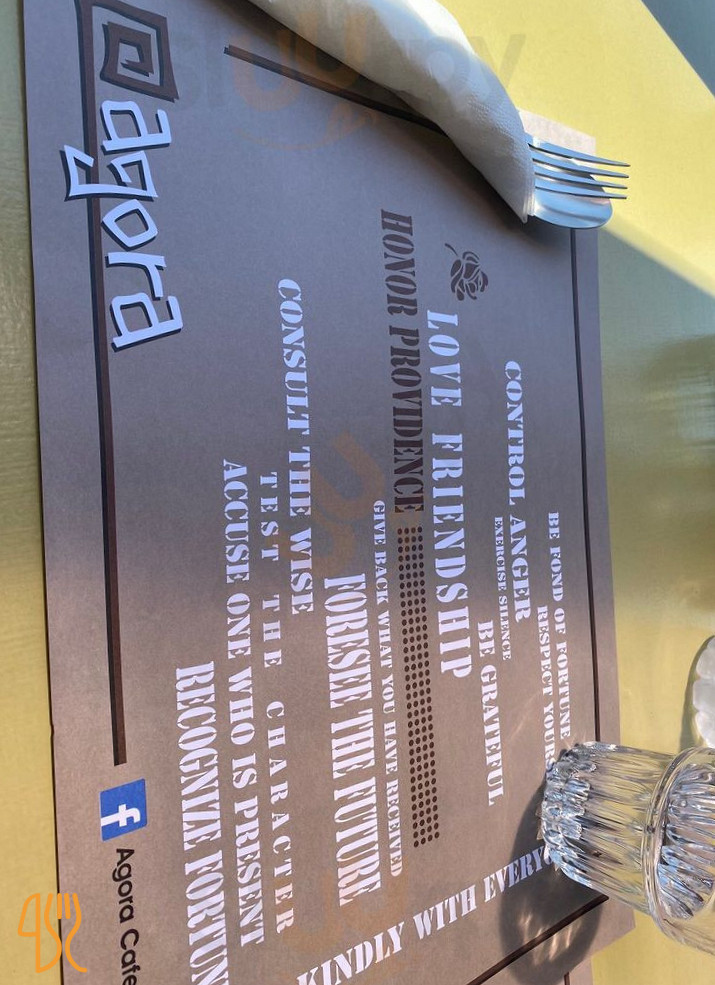 BE FOND OF FORTUNE
RESPECT YOUR
CONTROL ANGER
EXERCISE SILENCE
BE GRATEFUL
LOVE FRIENDSHIP
HONOR PROVIDENCE
GIVE BACK WHAT YOU HAVE RECEIVED
FORESEE THE FUTURE
CONSULT THE WISE
TEST THE CHARACTER
ACCUSE ONE WHO IS PRESENT
RECOGNIZE FORTUN
KINDLY WITH EVERY
agora
f Agora Cafe